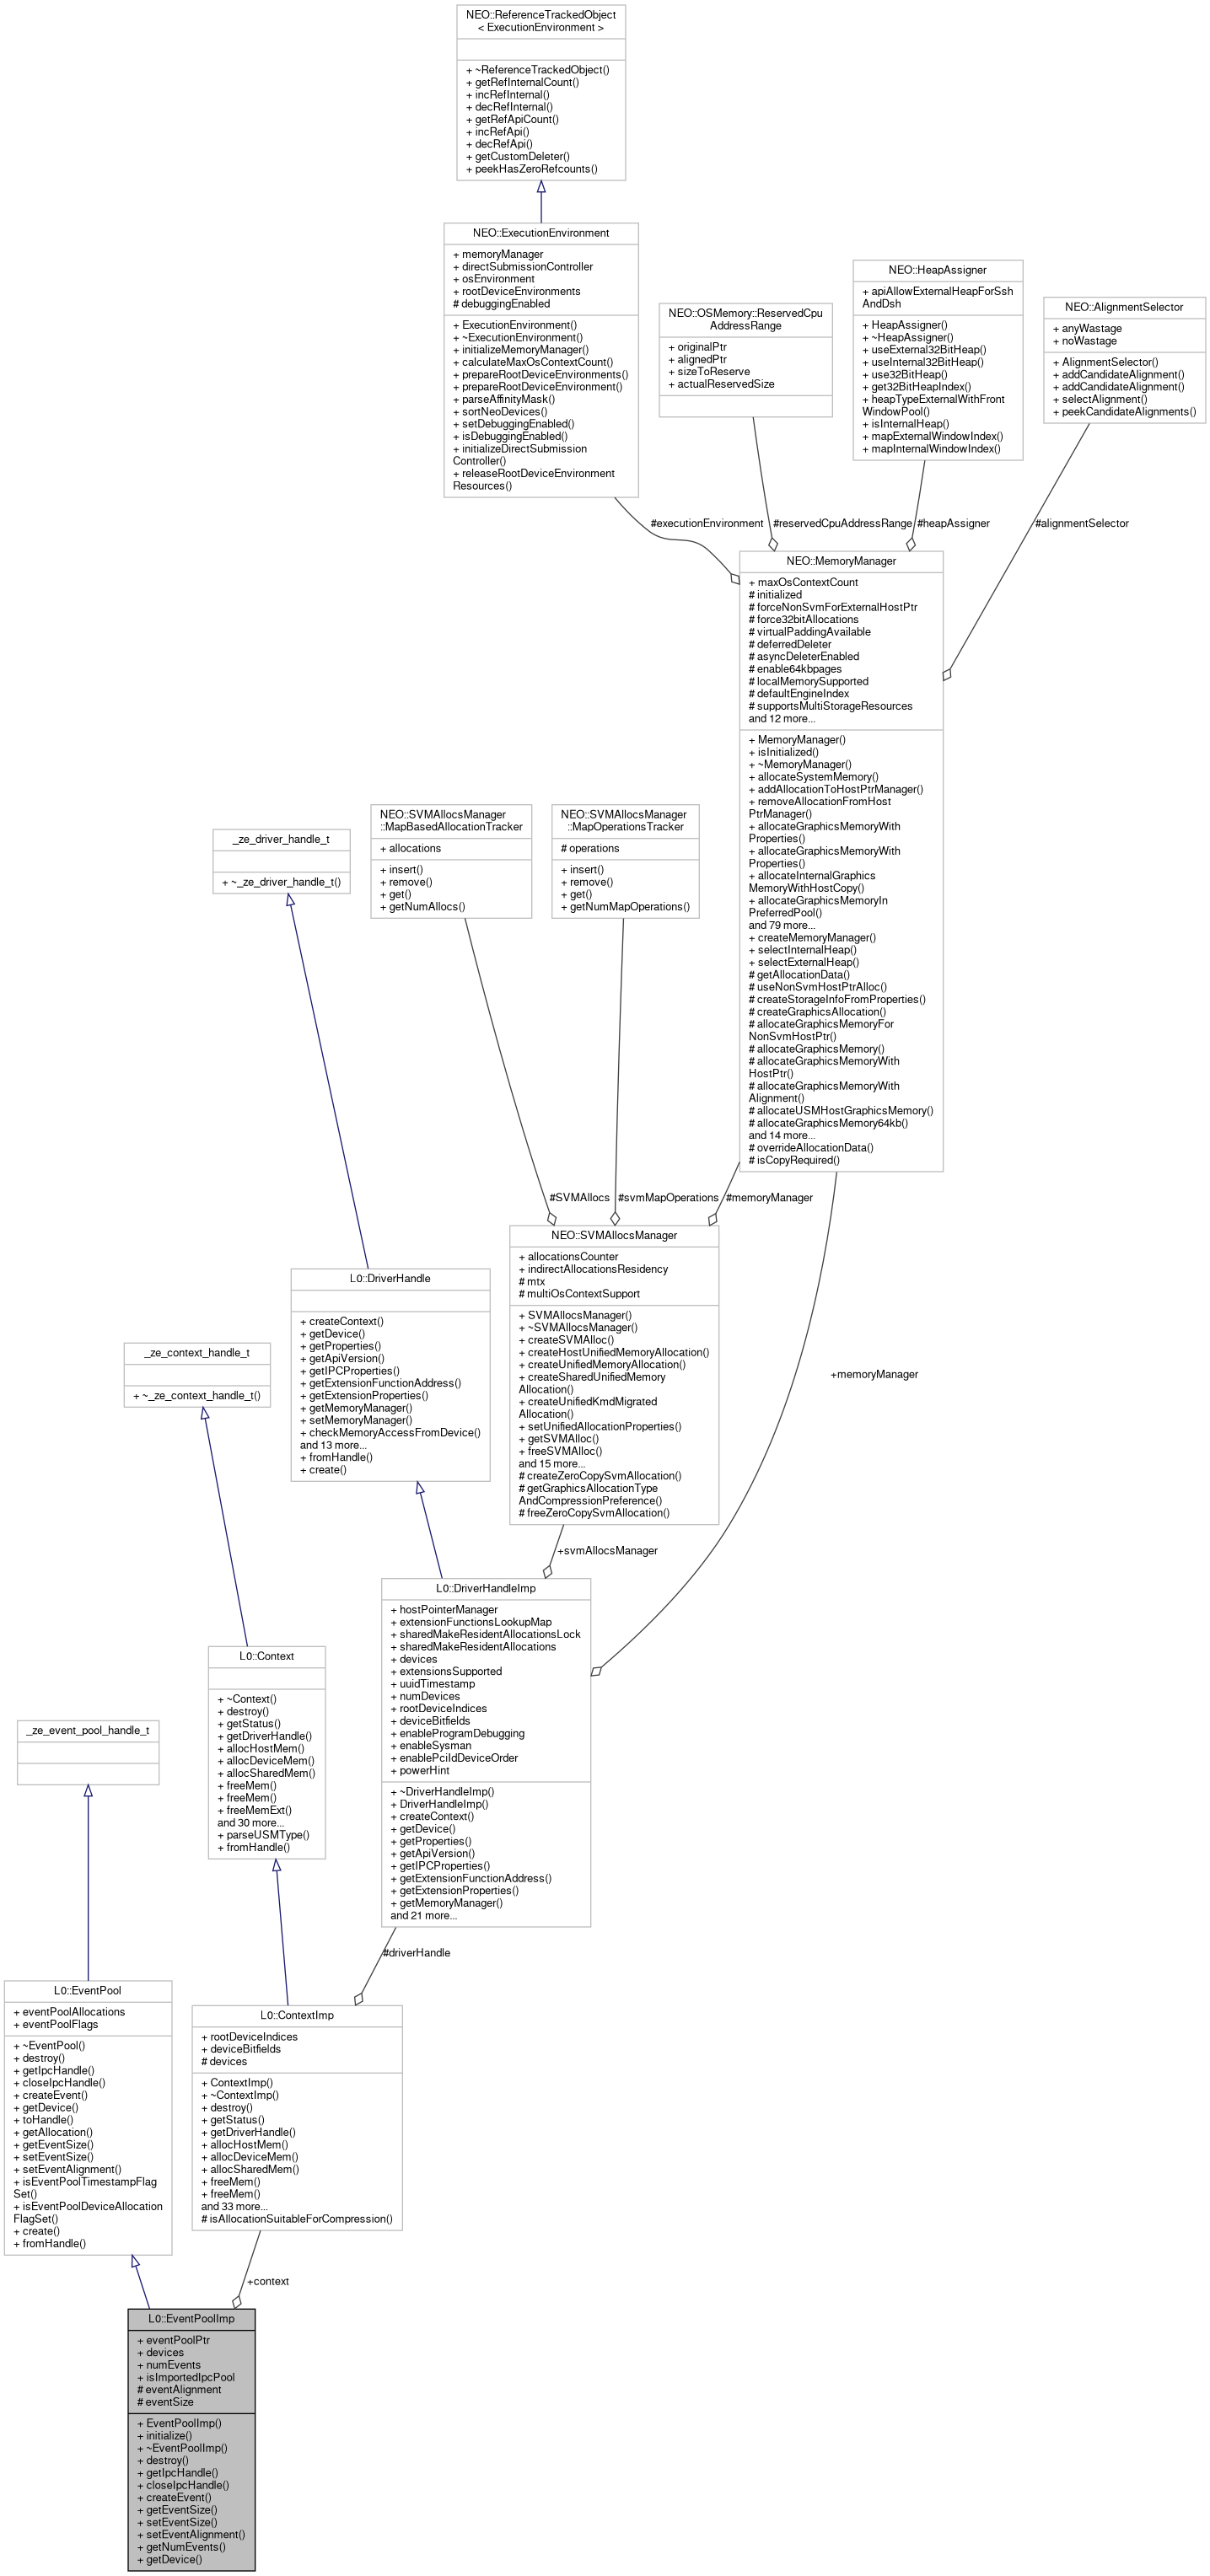 NEO::ReferenceTrackedObject
< ExecutionEnvironment >
+ ~ReferenceTrackedObject()
+ getRefInternalCount()
+ incRefInternal()
+ decRefInternal()
+ getRefApiCount()
+ incRefApi()
+ decRefApi()
+ getCustomDeleter()
+ peekHasZeroRefcounts()
NEO::ExecutionEnvironment
+ memoryManager
+ directSubmissionController
+ osEnvironment
+ rootDeviceEnvironments
# debuggingEnabled
+ ExecutionEnvironment()
+ ~ExecutionEnvironment()
+ initializeMemoryManager()
+ calculateMaxOsContextCount()
+ prepareRootDeviceEnvironments()
+ prepareRootDeviceEnvironment()
+ parseAffinityMask()
+ sortNeoDevices()
+ setDebuggingEnabled()
+ isDebuggingEnabled()
+ initializeDirectSubmission
Controller()
+ releaseRootDeviceEnvironment
Resources()
NEO::OSMemory::ReservedCpu
AddressRange
+ originalPtr
+ alignedPtr
+ sizeToReserve
+ actualReservedSize
NEO::HeapAssigner
+ apiAllowExternalHeapForSsh
AndDsh
+ HeapAssigner()
+ ~HeapAssigner()
+ useExternal32BitHeap()
+ useInternal32BitHeap()
+ use32BitHeap()
+ get32BitHeapIndex()
+ heapTypeExternalWithFront
WindowPool()
+ isInternalHeap()
+ mapExternalWindowIndex()
+ mapInternalWindowIndex()
NEO::AlignmentSelector
+ anyWastage
+ noWastage
+ AlignmentSelector()
+ addCandidateAlignment()
+ addCandidateAlignment()
+ selectAlignment()
+ peekCandidateAlignments()
#executionEnvironment
#reservedCpuAddressRange
#heapAssigner
#alignmentSelector
NEO::MemoryManager
+ maxOsContextCount
# initialized
# forceNonSvmForExternalHostPtr
# force32bitAllocations
# virtualPaddingAvailable
# deferredDeleter
# asyncDeleterEnabled
# enable64kbpages
# localMemorySupported
# defaultEngineIndex
# supportsMultiStorageResources
and 12 more...
+ MemoryManager()
+ isInitialized()
+ ~MemoryManager()
+ allocateSystemMemory()
+ addAllocationToHostPtrManager()
+ removeAllocationFromHost
PtrManager()
+ allocateGraphicsMemoryWith
Properties()
+ allocateGraphicsMemoryWith
Properties()
+ allocateInternalGraphics
MemoryWithHostCopy()
+ allocateGraphicsMemoryIn
PreferredPool()
and 79 more...
+ createMemoryManager()
+ selectInternalHeap()
+ selectExternalHeap()
# getAllocationData()
# useNonSvmHostPtrAlloc()
# createStorageInfoFromProperties()
# createGraphicsAllocation()
# allocateGraphicsMemoryFor
NonSvmHostPtr()
# allocateGraphicsMemory()
# allocateGraphicsMemoryWith
HostPtr()
# allocateGraphicsMemoryWith
Alignment()
# allocateUSMHostGraphicsMemory()
# allocateGraphicsMemory64kb()
and 14 more...
# overrideAllocationData()
# isCopyRequired()
NEO::SVMAllocsManager
::MapBasedAllocationTracker
+ allocations
+ insert()
+ remove()
+ get()
+ getNumAllocs()
NEO::SVMAllocsManager
::MapOperationsTracker
# operations
+ insert()
+ remove()
+ get()
+ getNumMapOperations()
_ze_driver_handle_t
+ ~_ze_driver_handle_t()
#SVMAllocs
#svmMapOperations
#memoryManager
NEO::SVMAllocsManager
+ allocationsCounter
+ indirectAllocationsResidency
# mtx
# multiOsContextSupport
+ SVMAllocsManager()
+ ~SVMAllocsManager()
+ createSVMAlloc()
+ createHostUnifiedMemoryAllocation()
+ createUnifiedMemoryAllocation()
+ createSharedUnifiedMemory
Allocation()
+ createUnifiedKmdMigrated
Allocation()
+ setUnifiedAllocationProperties()
+ getSVMAlloc()
+ freeSVMAlloc()
and 15 more...
# createZeroCopySvmAllocation()
# getGraphicsAllocationType
AndCompressionPreference()
# freeZeroCopySvmAllocation()
L0::DriverHandle
+ createContext()
+ getDevice()
+ getProperties()
+ getApiVersion()
+ getIPCProperties()
+ getExtensionFunctionAddress()
+ getExtensionProperties()
+ getMemoryManager()
+ setMemoryManager()
+ checkMemoryAccessFromDevice()
and 13 more...
+ fromHandle()
+ create()
_ze_context_handle_t
+ ~_ze_context_handle_t()
+memoryManager
+svmAllocsManager
L0::DriverHandleImp
+ hostPointerManager
+ extensionFunctionsLookupMap
+ sharedMakeResidentAllocationsLock
+ sharedMakeResidentAllocations
+ devices
+ extensionsSupported
+ uuidTimestamp
+ numDevices
+ rootDeviceIndices
+ deviceBitfields
+ enableProgramDebugging
+ enableSysman
+ enablePciIdDeviceOrder
+ powerHint
+ ~DriverHandleImp()
+ DriverHandleImp()
+ createContext()
+ getDevice()
+ getProperties()
+ getApiVersion()
+ getIPCProperties()
+ getExtensionFunctionAddress()
+ getExtensionProperties()
+ getMemoryManager()
and 21 more...
L0::Context
+ ~Context()
+ destroy()
+ getStatus()
+ getDriverHandle()
+ allocHostMem()
+ allocDeviceMem()
+ allocSharedMem()
+ freeMem()
+ freeMem()
+ freeMemExt()
and 30 more...
+ parseUSMType()
+ fromHandle()
_ze_event_pool_handle_t
#driverHandle
L0::EventPool
+ eventPoolAllocations
+ eventPoolFlags
+ ~EventPool()
+ destroy()
+ getIpcHandle()
+ closeIpcHandle()
+ createEvent()
+ getDevice()
+ toHandle()
+ getAllocation()
+ getEventSize()
+ setEventSize()
+ setEventAlignment()
+ isEventPoolTimestampFlag
Set()
+ isEventPoolDeviceAllocation
FlagSet()
+ create()
+ fromHandle()
L0::ContextImp
+ rootDeviceIndices
+ deviceBitfields
# devices
+ ContextImp()
+ ~ContextImp()
+ destroy()
+ getStatus()
+ getDriverHandle()
+ allocHostMem()
+ allocDeviceMem()
+ allocSharedMem()
+ freeMem()
+ freeMem()
and 33 more...
# isAllocationSuitableForCompression()
+context
L0::EventPoolImp
+ eventPoolPtr
+ devices
+ numEvents
+ isImportedIpcPool
# eventAlignment
# eventSize
+ EventPoolImp()
+ initialize()
+ ~EventPoolImp()
+ destroy()
+ getIpcHandle()
+ closeIpcHandle()
+ createEvent()
+ getEventSize()
+ setEventSize()
+ setEventAlignment()
+ getNumEvents()
+ getDevice()